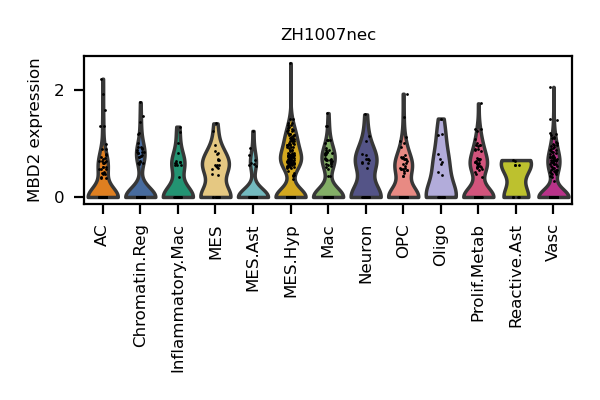 ZH1007nec
MBD2 expression
2
0
AC
Chromatin.Reg
Inflammatory.Mac
MES
MES.Ast
MES.Hyp
Mac
Neuron
OPC
Oligo
Prolif.Metab
Reactive.Ast
Vasc